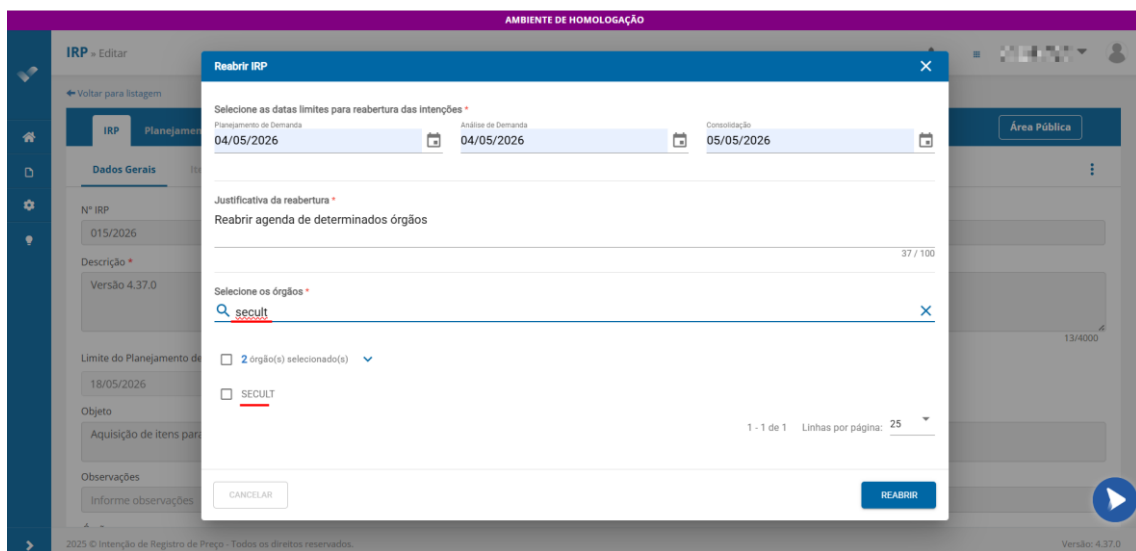 AMBIENTE DE HOMOLOGAÇÃO
IRP » Editar
Reabrir IRP
Voltar para listagem
Selecione as datas limites para reabertura das intenções *
Planejamento de Demanda
Análise de Demanda
Consolidação
04/05/2026
04/05/2026
05/05/2026
IRP
Planejamen
Área Pública
Dados Gerais
Justificativa da reabertura *
Reabrir agenda de determinados órgãos
37 / 100
N° IRP
015/2026
Descrição *
Versão 4.37.0
13/4000
Selecione os órgãos *
secult
2 órgão(s) selecionado(s)
SECULT
1 - 1 de 1 Linhas por página: 25
Limite do Planejamento de
18/05/2026
Objeto
Aquisição de itens para
Observações
Informe observações
CANCELAR
REABRIR
2025 © Intenção de Registro de Preço - Todos os direitos reservados.
Versão: 4.37.0